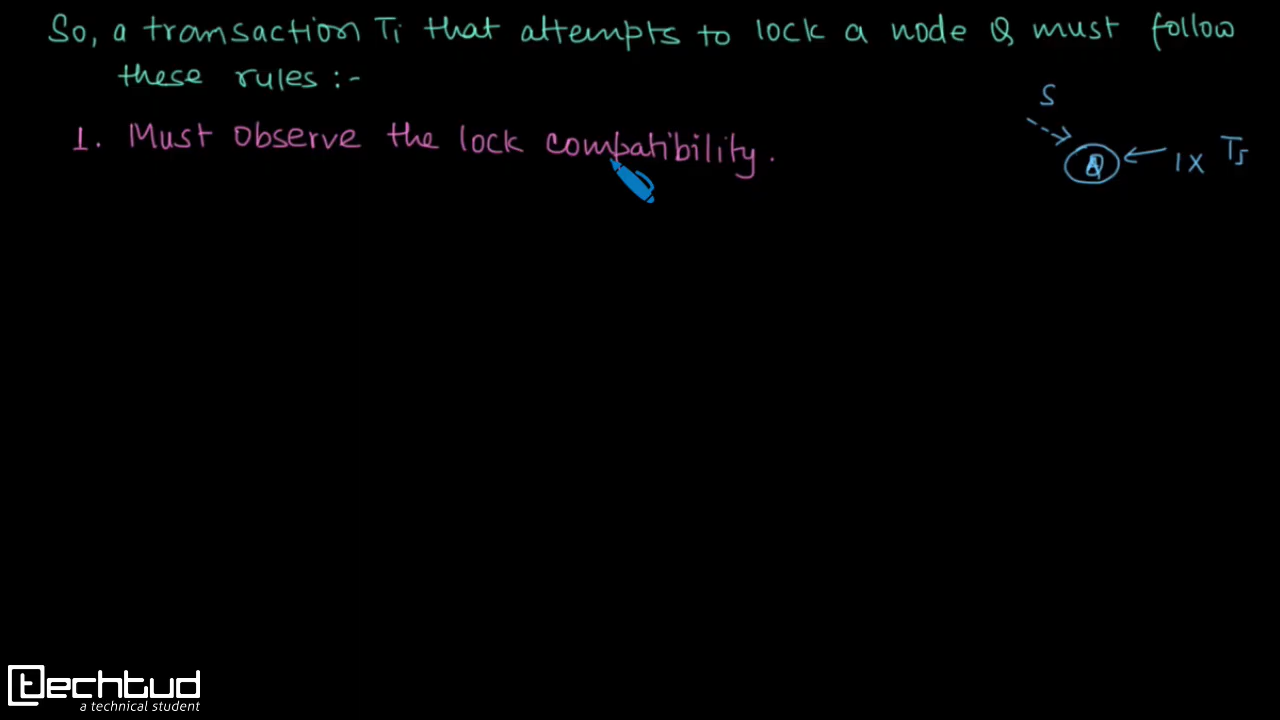 So, a transaction Ti that attempts to lock a node Q must follow
these rules :-
S
1. Must observe the lock compatibility.
IX Tj
techtud
a technical student